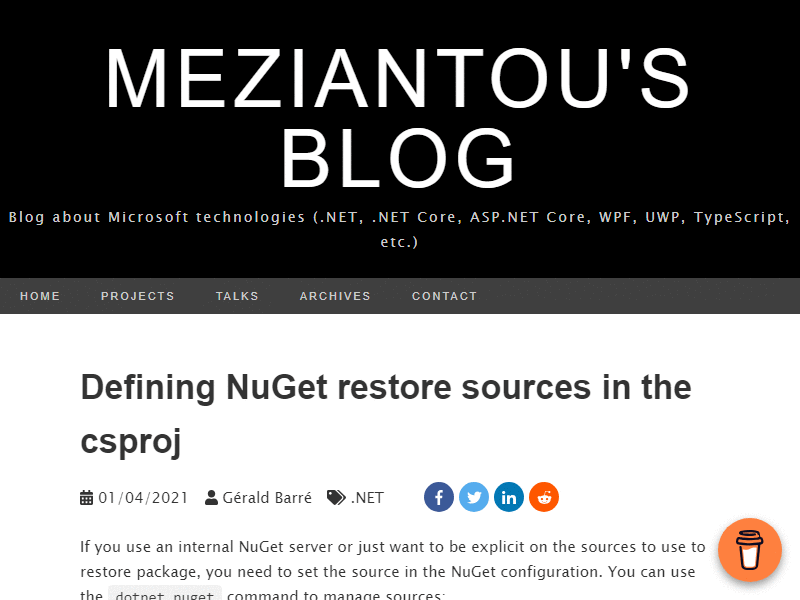 MEZIANTOU'S
BLOG
Blog about Microsoft technologies (.NET, .NET Core, ASP.NET Core, WPF, UWP, TypeScript,
etc.)
HOME PROJECTS TALKS ARCHIVES CONTACT
Defining NuGet restore sources in the
csproj
01/04/2021 Gérald Barré .NET
If you use an internal NuGet server or just want to be explicit on the sources to use to
restore package, you need to set the source in the NuGet configuration. You can use
the dotnet nuget command to manage sources: